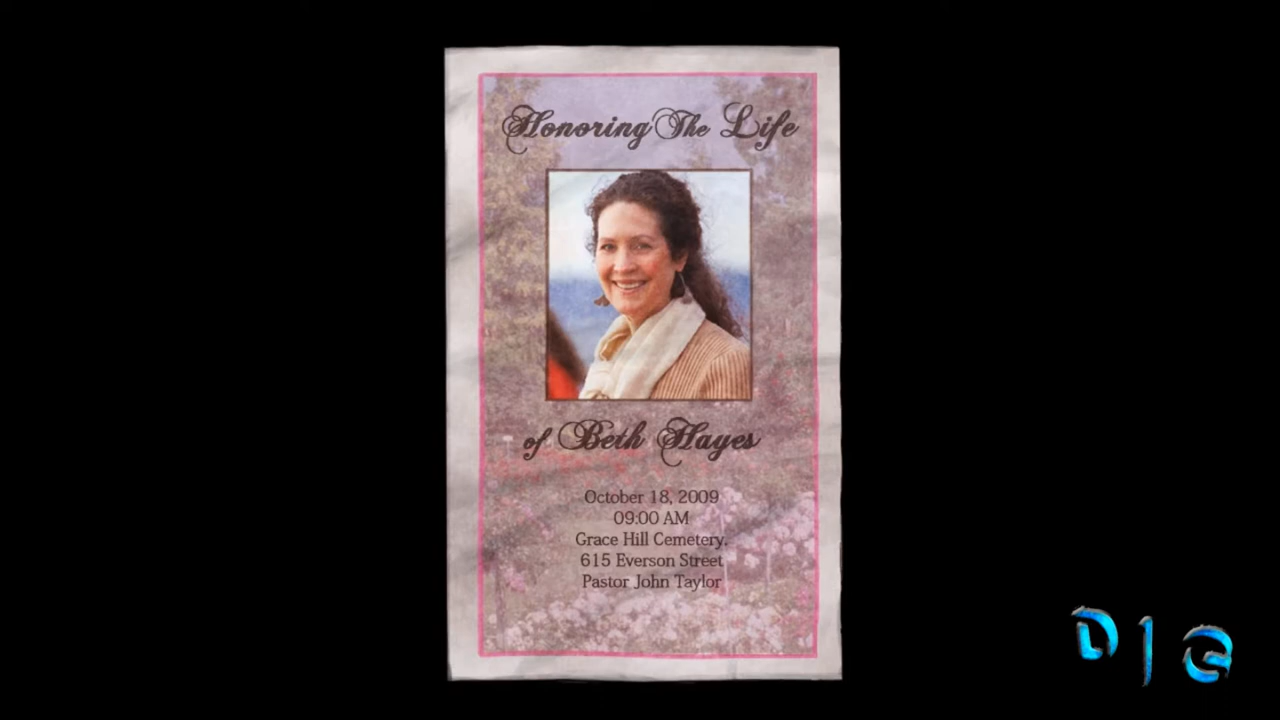 Honoring The Life
of Beth Hayes
October 18, 2009
09:00 AM
Grace Hill Cemetery,
615 Everson Street
Pastor John Taylor